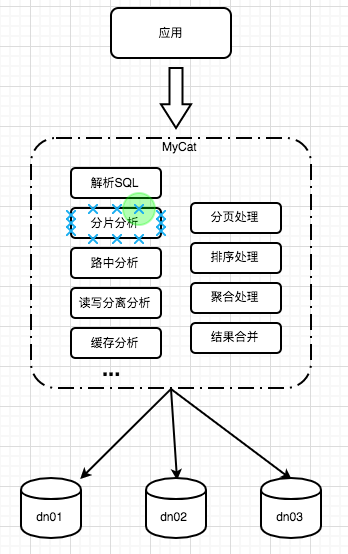 应用
MyCat
解析SQL
分片分析
路中分析
读写分离分析
缓存分析
...
分页处理
排序处理
聚合处理
结果合并
dn01
dn02
dn03